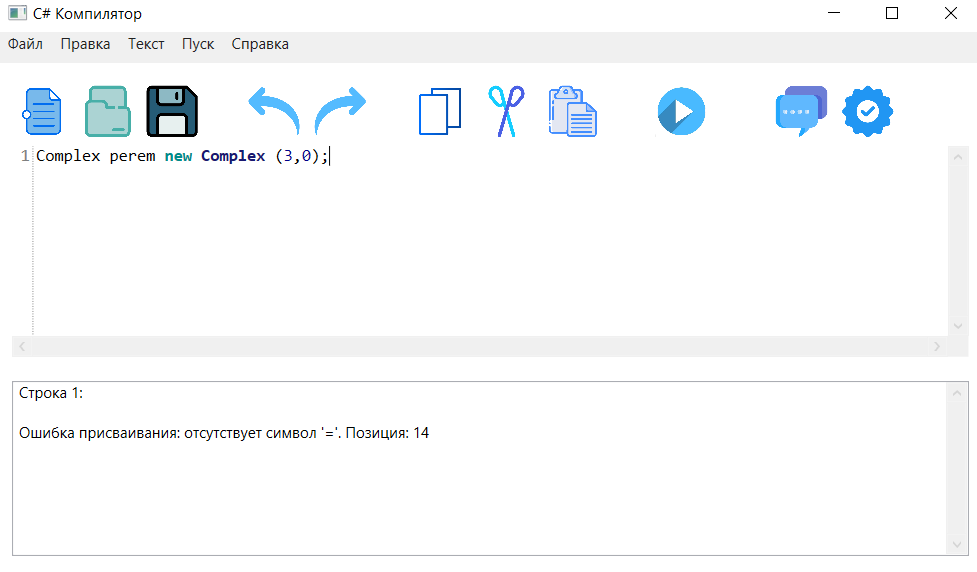 C# Компилятор
Файл Правка Текст Пуск Справка
1 Complex perem new Complex (3,0);
Строка 1:
Ошибка присваивания: отсутствует символ '='. Позиция: 14